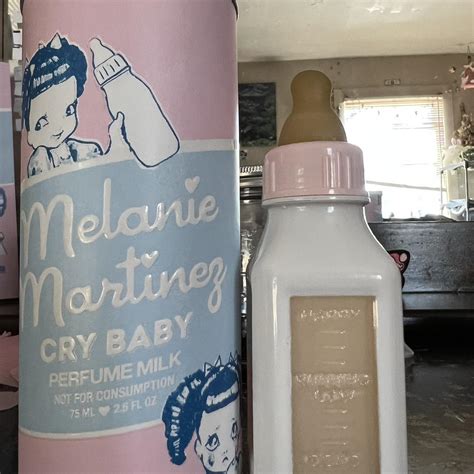 Melanie
Martinez
CRY BABY
PERFUME MILK
NOT FOR CONSUMPTION
75 ML ♥ 2.5 FL OZ